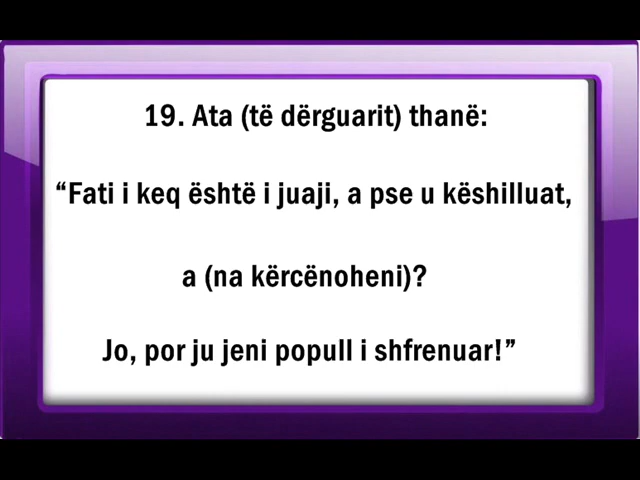 19. Ata (të dërguarit) thanë:
“Fati i keq është i juaji, a pse u këshilluat,
a (na kërcënoheni)?
Jo, por ju jeni popull i shfrenuar!”